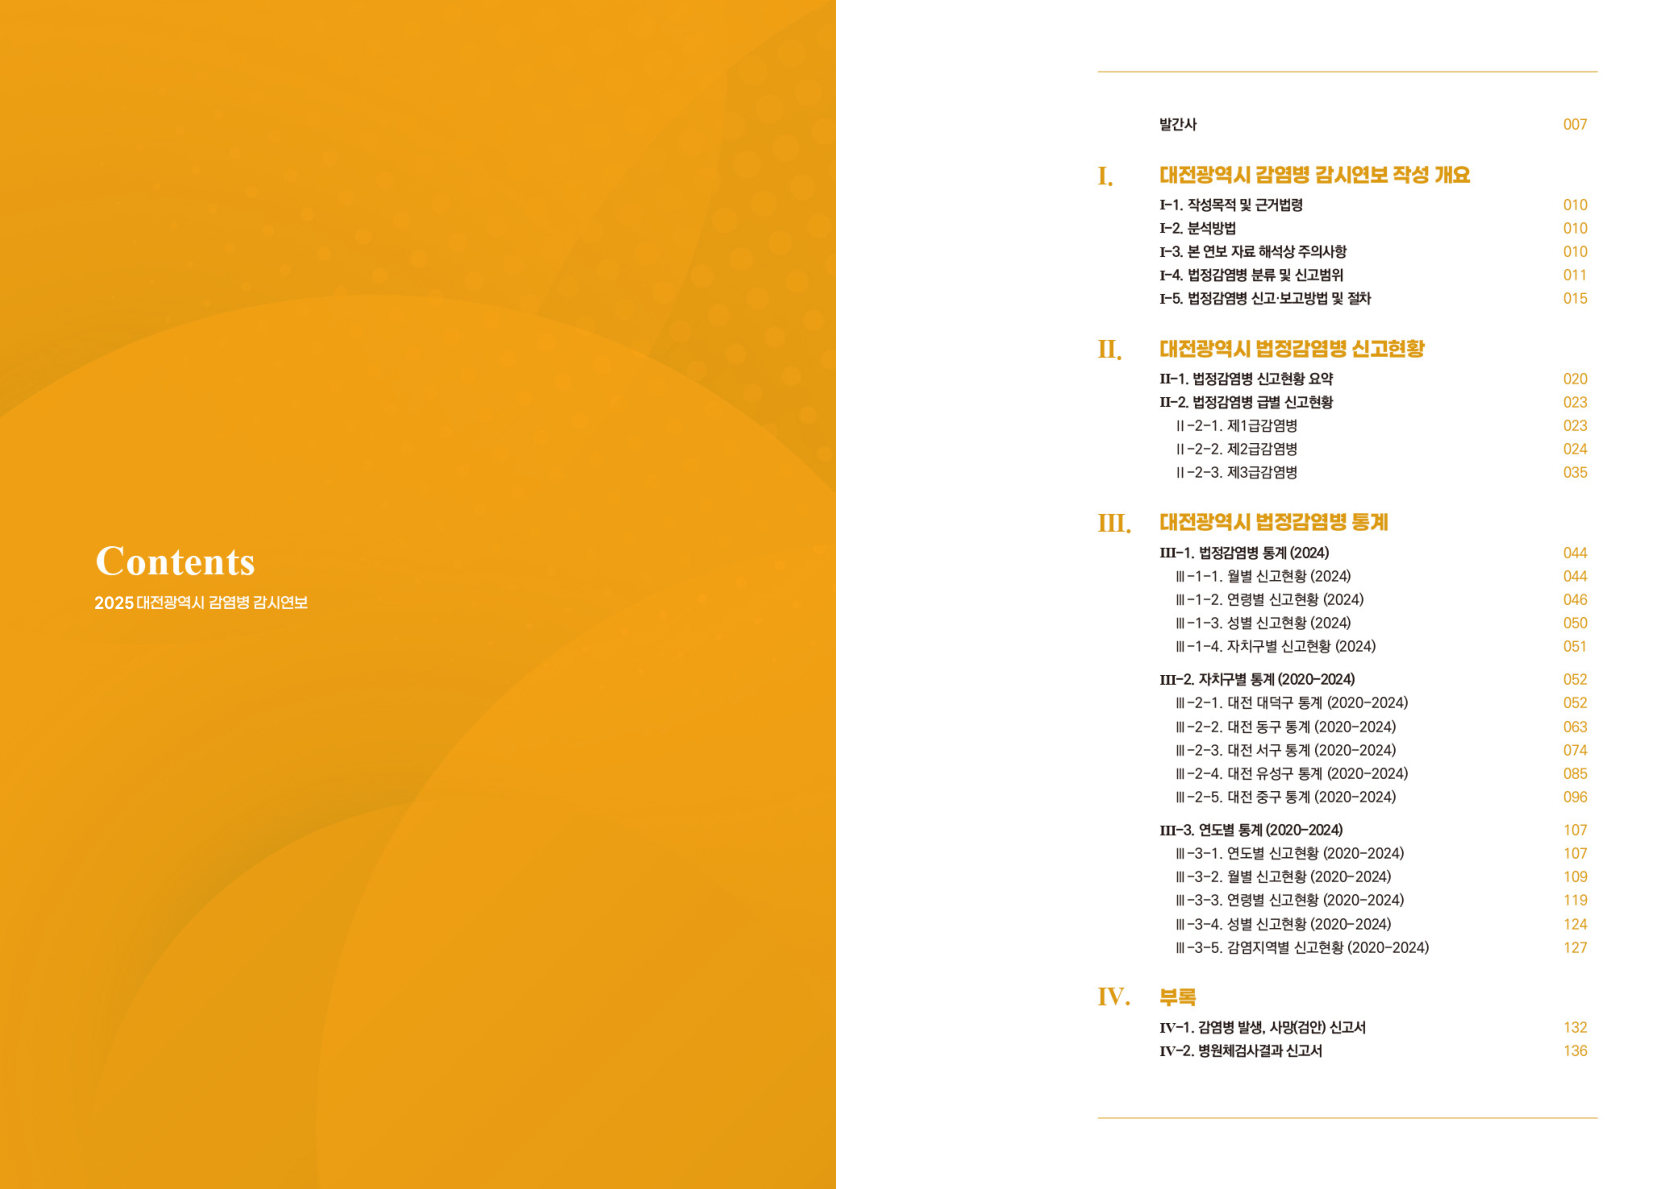 Contents
2025 대전광역시 감염병 감시연보
발간사 007
I. 대전광역시 감염병 감시연보 작성 개요
I-1. 작성목적 및 근거법령 010
I-2. 분석방법 010
I-3. 본 연보 자료 해석상 주의사항 010
I-4. 법정감염병 분류 및 신고범위 011
I-5. 법정감염병 신고·보고방법 및 절차 015
II. 대전광역시 법정감염병 신고현황
II-1. 법정감염병 신고현황 요약 020
II-2. 법정감염병 급별 신고현황 023
Ⅱ-2-1. 제1급감염병 023
Ⅱ-2-2. 제2급감염병 024
Ⅱ-2-3. 제3급감염병 035
III. 대전광역시 법정감염병 통계
III-1. 법정감염병 통계 (2024) 044
Ⅲ-1-1. 월별 신고현황 (2024) 044
Ⅲ-1-2. 연령별 신고현황 (2024) 046
Ⅲ-1-3. 성별 신고현황 (2024) 050
Ⅲ-1-4. 자치구별 신고현황 (2024) 051
III-2. 자치구별 통계 (2020-2024) 052
Ⅲ-2-1. 대전 대덕구 통계 (2020-2024) 052
Ⅲ-2-2. 대전 동구 통계 (2020-2024) 063
Ⅲ-2-3. 대전 서구 통계 (2020-2024) 074
Ⅲ-2-4. 대전 유성구 통계 (2020-2024) 085
Ⅲ-2-5. 대전 중구 통계 (2020-2024) 096
III-3. 연도별 통계 (2020-2024) 107
Ⅲ-3-1. 연도별 신고현황 (2020-2024) 107
Ⅲ-3-2. 월별 신고현황 (2020-2024) 109
Ⅲ-3-3. 연령별 신고현황 (2020-2024) 119
Ⅲ-3-4. 성별 신고현황 (2020-2024) 124
Ⅲ-3-5. 감염지역별 신고현황 (2020-2024) 127
IV. 부록
IV-1. 감염병 발생, 사망(검안) 신고서 132
IV-2. 병원체검사결과 신고서 136